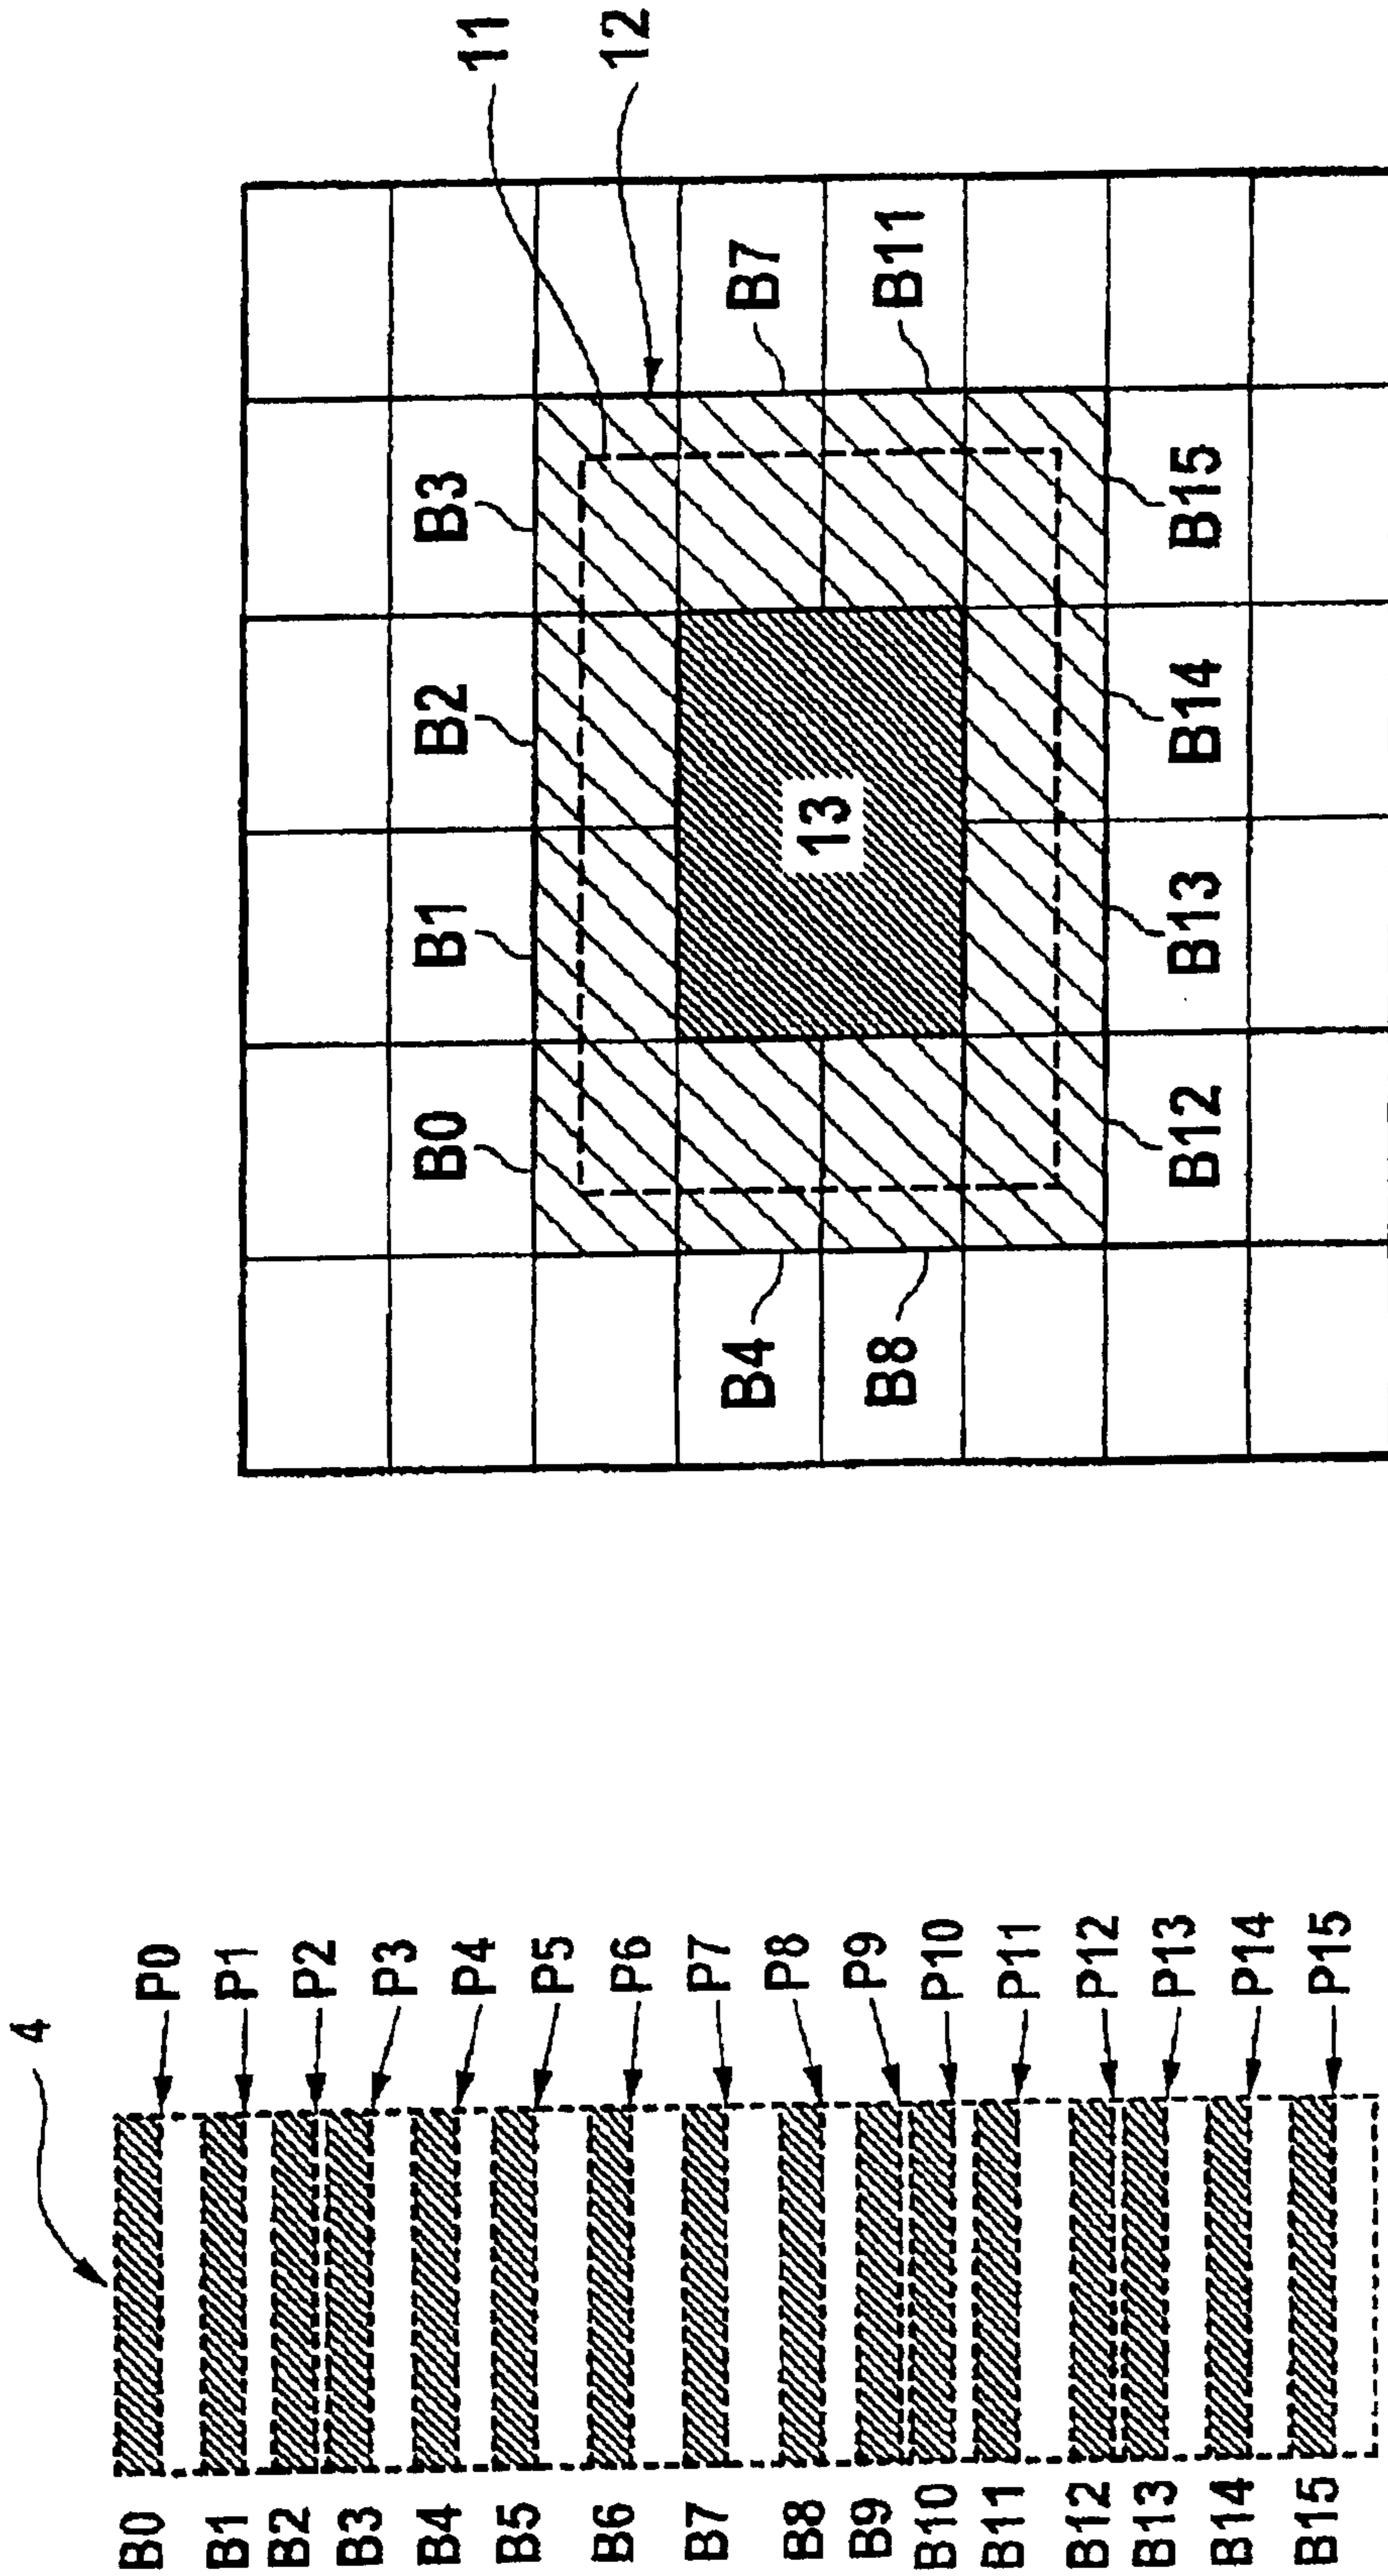 4
B0 P0
B1 P1
B2 P2
B3 P3
B4 P4
B5 P5
B6 P6
B7 P7
B8 P8
B9 P9
B10 P10
B11 P11
B12 P12
B13 P13
B14 P14
B15 P15
11
12
B0 B1 B2 B3
B4 B7
13
B8 B11
B12 B13 B14 B15